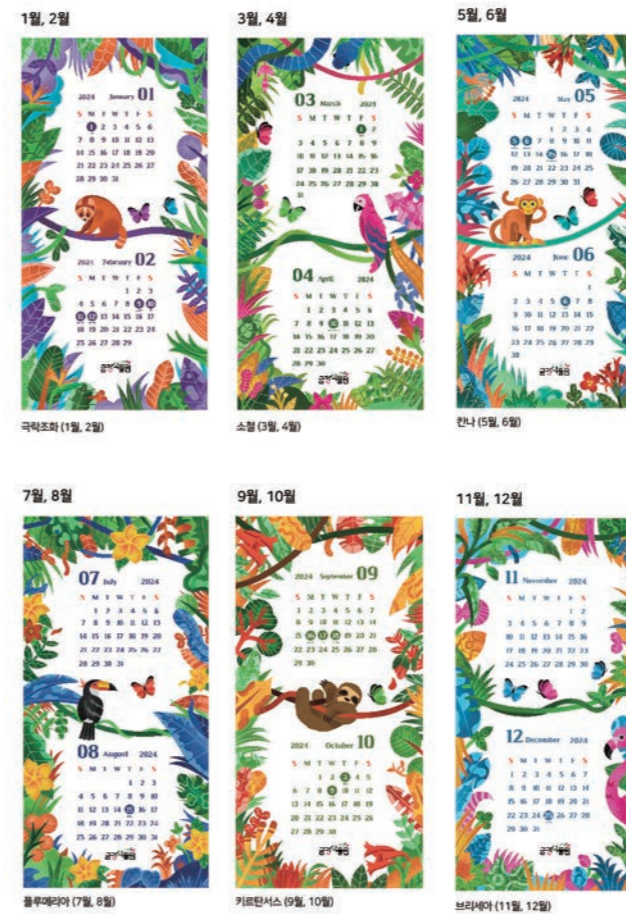 1월, 2월
2024 January 01
S M T W T F S
1 2 3 4 5 6
7 8 9 10 11 12 13
14 15 16 17 18 19 20
21 22 23 24 25 26 27
28 29 30 31
2024 February 02
S M T W T F S
1 2 3
4 5 6 7 8 9 10
11 12 13 14 15 16 17
18 19 20 21 22 23 24
25 26 27 28 29
극락조화 (1월, 2월)
3월, 4월
03 March 2024
S M T W T F S
1 2
3 4 5 6 7 8 9
10 11 12 13 14 15 16
17 18 19 20 21 22 23
24 25 26 27 28 29 30
31
04 April 2024
S M T W T F S
1 2 3 4 5 6
7 8 9 10 11 12 13
14 15 16 17 18 19 20
21 22 23 24 25 26 27
28 29 30
소철 (3월, 4월)
5월, 6월
2024 May 05
S M T W T F S
1 2 3 4
5 6 7 8 9 10 11
12 13 14 15 16 17 18
19 20 21 22 23 24 25
26 27 28 29 30 31
2024 June 06
S M T W T F S
1
2 3 4 5 6 7 8
9 10 11 12 13 14 15
16 17 18 19 20 21 22
23 24 25 26 27 28 29
30
칸나 (5월, 6월)
7월, 8월
07 July 2024
S M T W T F S
1 2 3 4 5 6
7 8 9 10 11 12 13
14 15 16 17 18 19 20
21 22 23 24 25 26 27
28 29 30 31
08 August 2024
S M T W T F S
1 2 3
4 5 6 7 8 9 10
11 12 13 14 15 16 17
18 19 20 21 22 23 24
25 26 27 28 29 30 31
플루메리아 (7월, 8월)
9월, 10월
2024 September 09
S M T W T F S
1 2 3 4 5 6 7
8 9 10 11 12 13 14
15 16 17 18 19 20 21
22 23 24 25 26 27 28
29 30
2024 October 10
S M T W T F S
1 2 3 4 5
6 7 8 9 10 11 12
13 14 15 16 17 18 19
20 21 22 23 24 25 26
27 28 29 30 31
키르탄서스 (9월, 10월)
11월, 12월
11 November 2024
S M T W T F S
1 2
3 4 5 6 7 8 9
10 11 12 13 14 15 16
17 18 19 20 21 22 23
24 25 26 27 28 29 30
12 December 2024
S M T W T F S
1 2 3 4 5 6 7
8 9 10 11 12 13 14
15 16 17 18 19 20 21
22 23 24 25 26 27 28
29 30 31
브리세아 (11월, 12월)